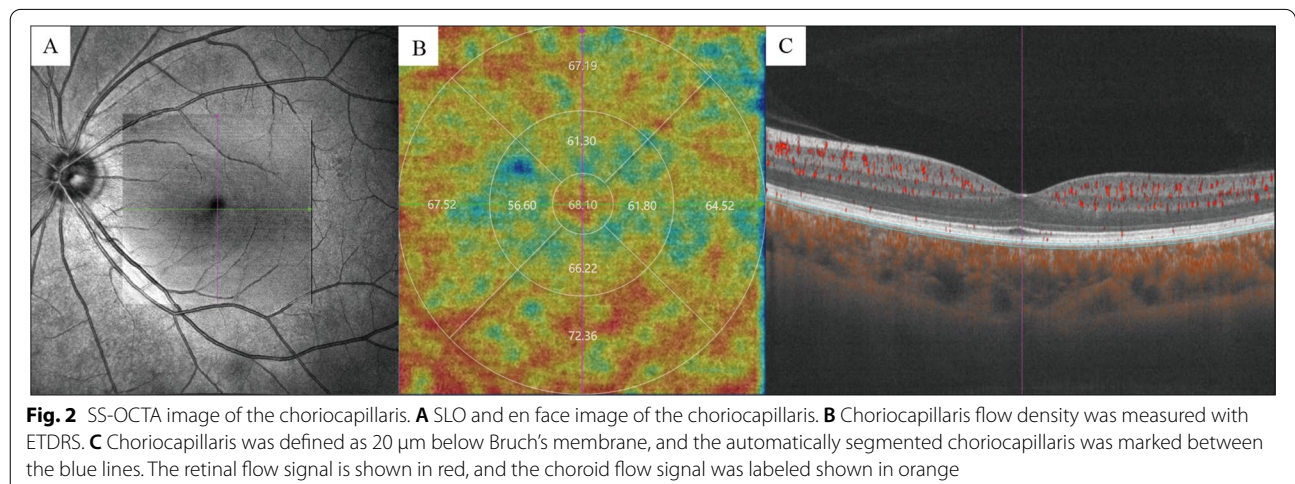 A
B
C
67.19
61.30
67.52
56.60
68.10
61.80
64.52
66.22
72.36
Fig. 2 SS-OCTA image of the choriocapillaris. A SLO and en face image of the choriocapillaris. B Choriocapillaris flow density was measured with
ETDRS. C Choriocapillaris was defined as 20 μm below Bruch’s membrane, and the automatically segmented choriocapillaris was marked between
the blue lines. The retinal flow signal is shown in red, and the choroid flow signal was labeled shown in orange